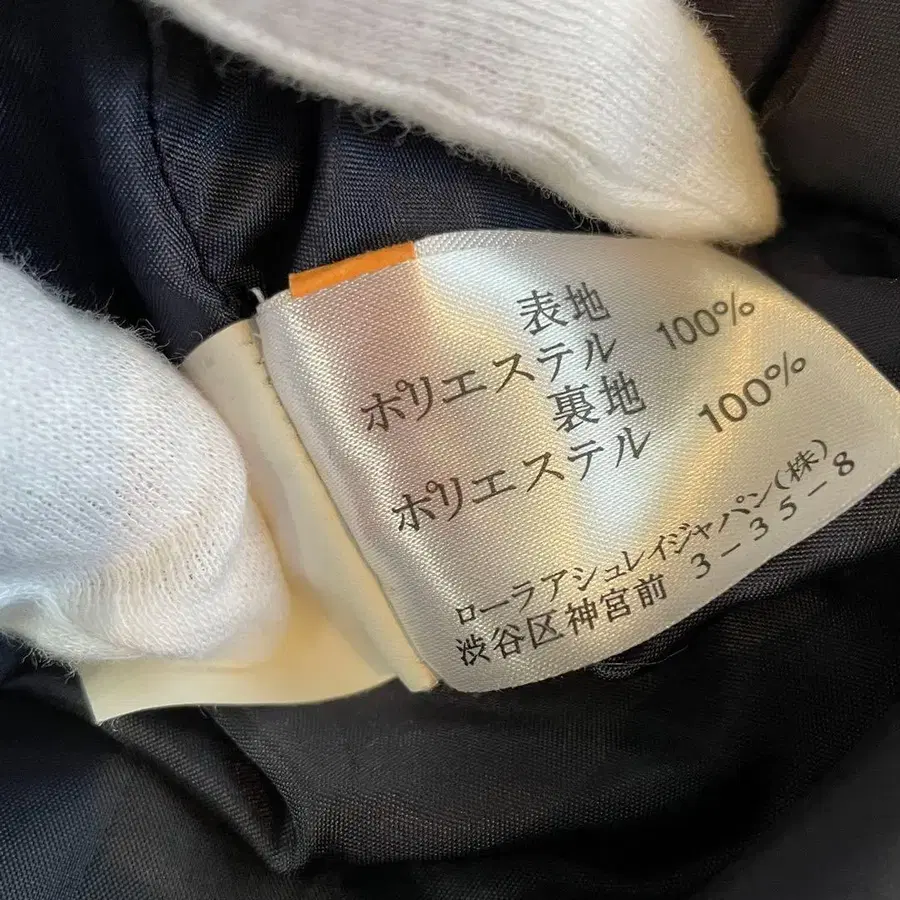 表地
ポリエステル 100%
裏地
ポリエステル 100%
ローラアシュレイジャパン(株)
渋谷区神宮前 3-35-8